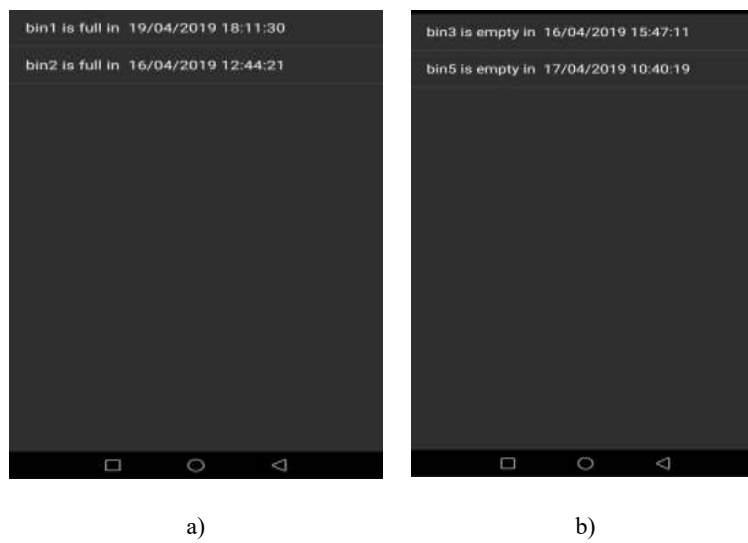 bin1 is full in 19/04/2019 18:11:30
bin2 is full in 16/04/2019 12:44:21
bin3 is empty in 16/04/2019 15:47:11
bin5 is empty in 17/04/2019 10:40:19
a)
b)